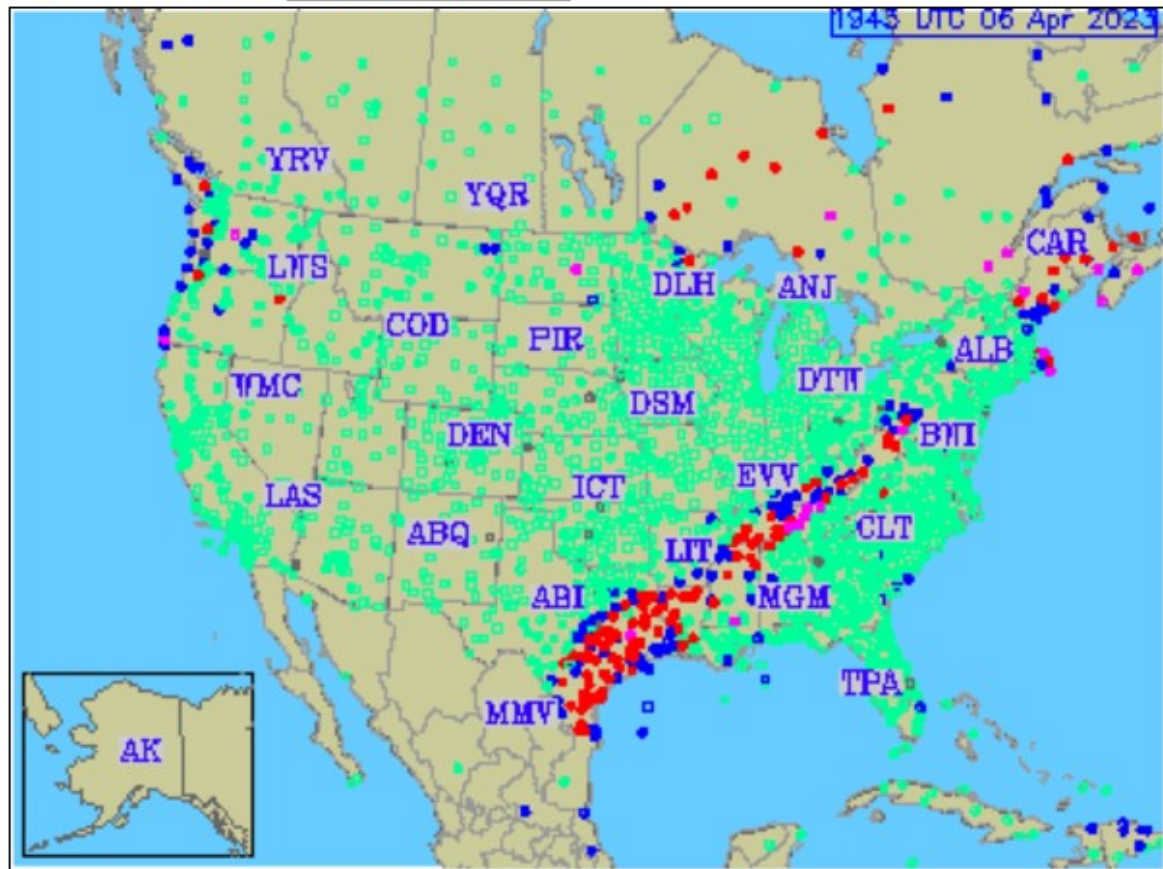 1945 UTC 06 Apr 2023
YRV
YQR
LWS
DLH
ANJ
CAR
COD
PIR
ALB
WMC
DTW
DSM
DEN
BWI
EVV
LAS
ICT
ABQ
LIT
CLT
ABI
MGM
TPA
MMV
AK